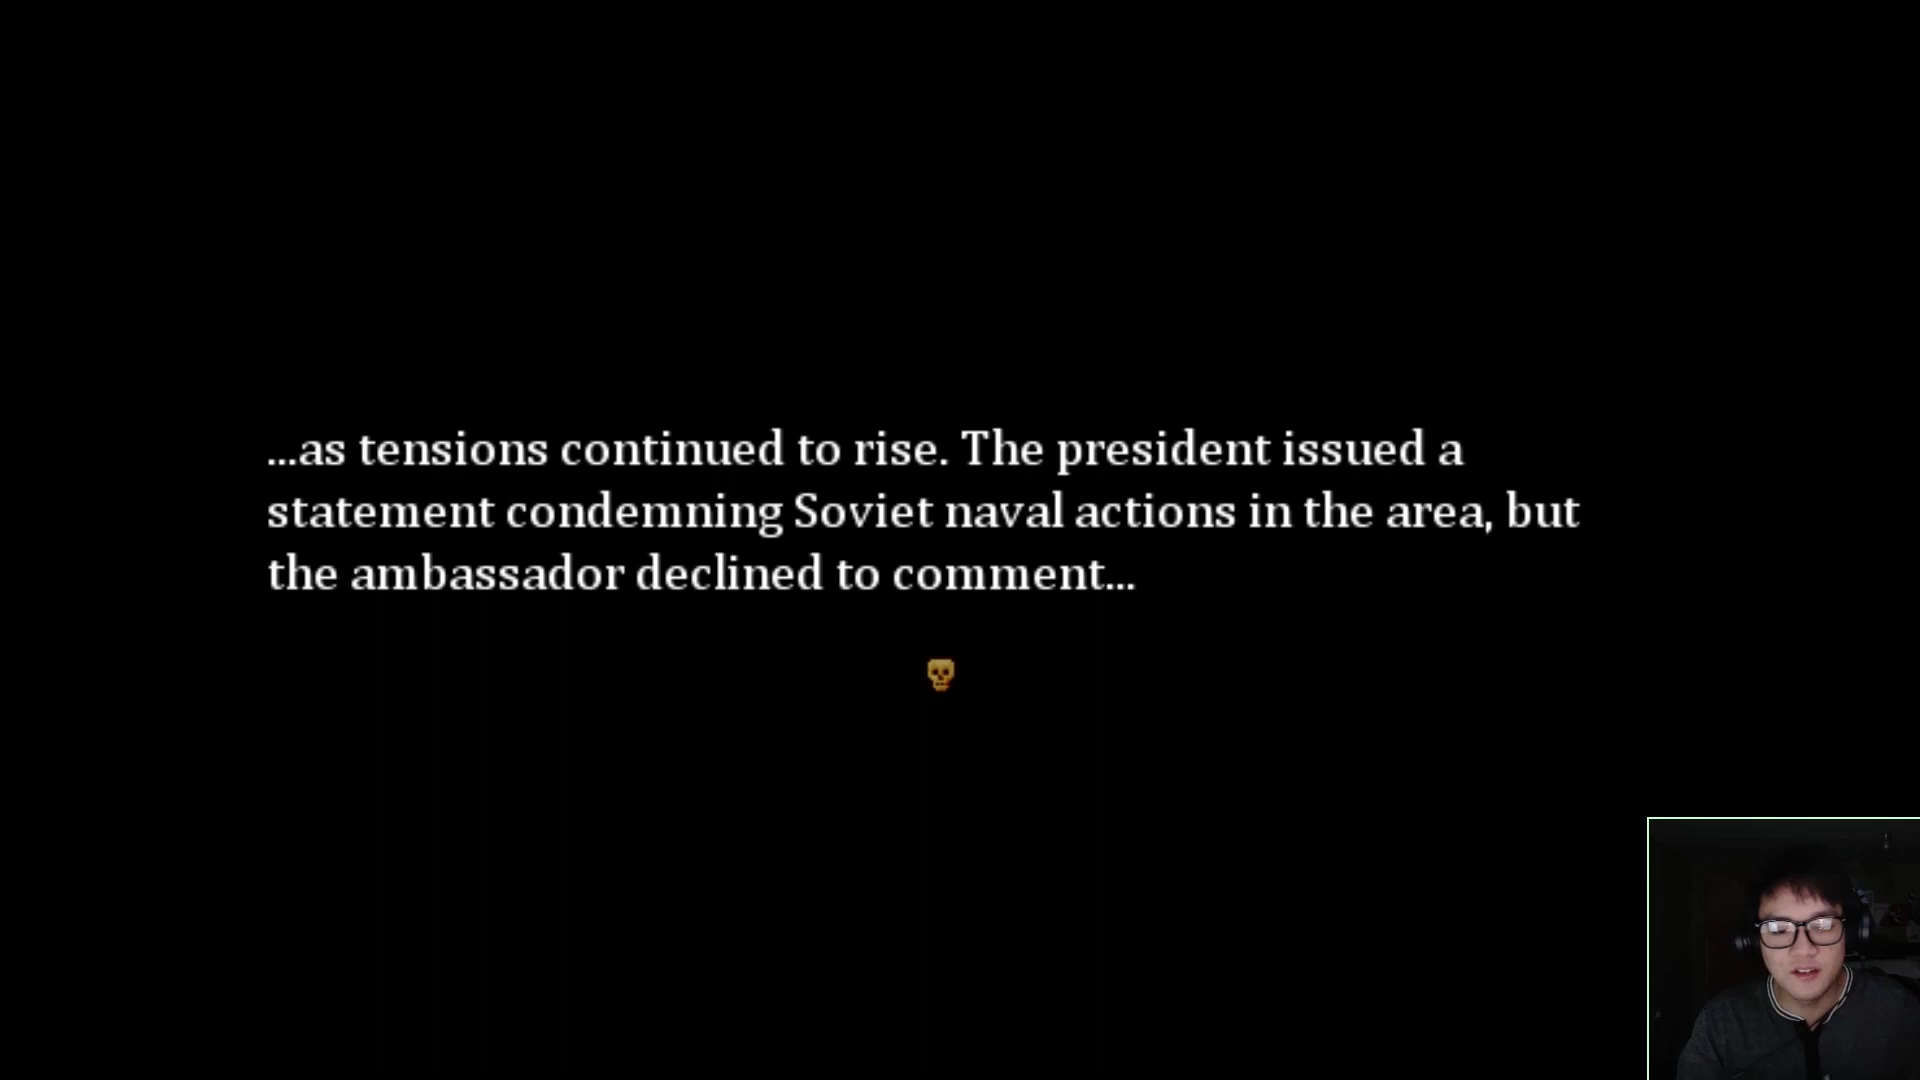 ...as tensions continued to rise. The president issued a
statement condemning Soviet naval actions in the area, but
the ambassador declined to comment...